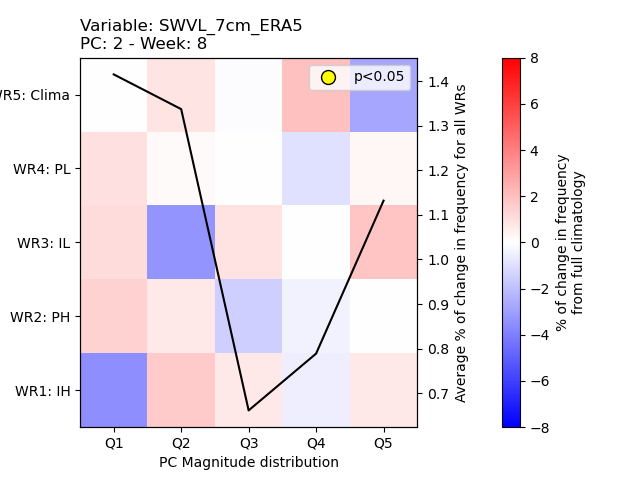 Variable: SWVL_7cm_ERA5
PC: 2 - Week: 8
p<0.05
WR5: Clima
WR4: PL
WR3: IL
WR2: PH
WR1: IH
Q1 Q2 Q3 Q4 Q5
PC Magnitude distribution
1.4
1.3
1.2
1.1
1.0
0.9
0.8
0.7
Average % of change in frequency for all WRs
8
6
4
2
0
−2
−4
−6
−8
% of change in frequency
from full climatology